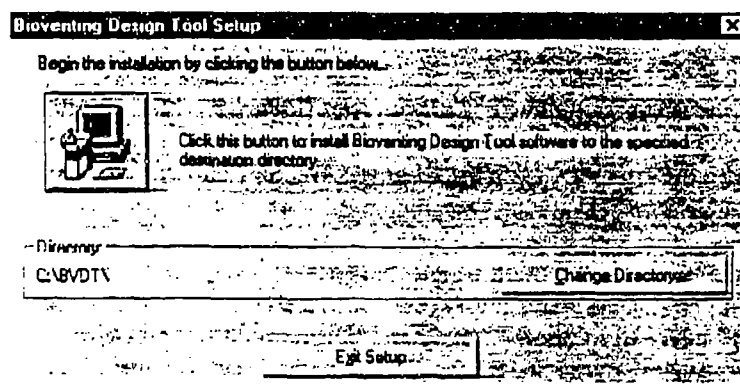 Bioventing Design Tool Setup
Begin the installation by clicking the button below.
Click this button to install Bioventing Design Tool software to the specified
destination directory.
Directory
C:\BVDT\
Change Directory
Exit Setup